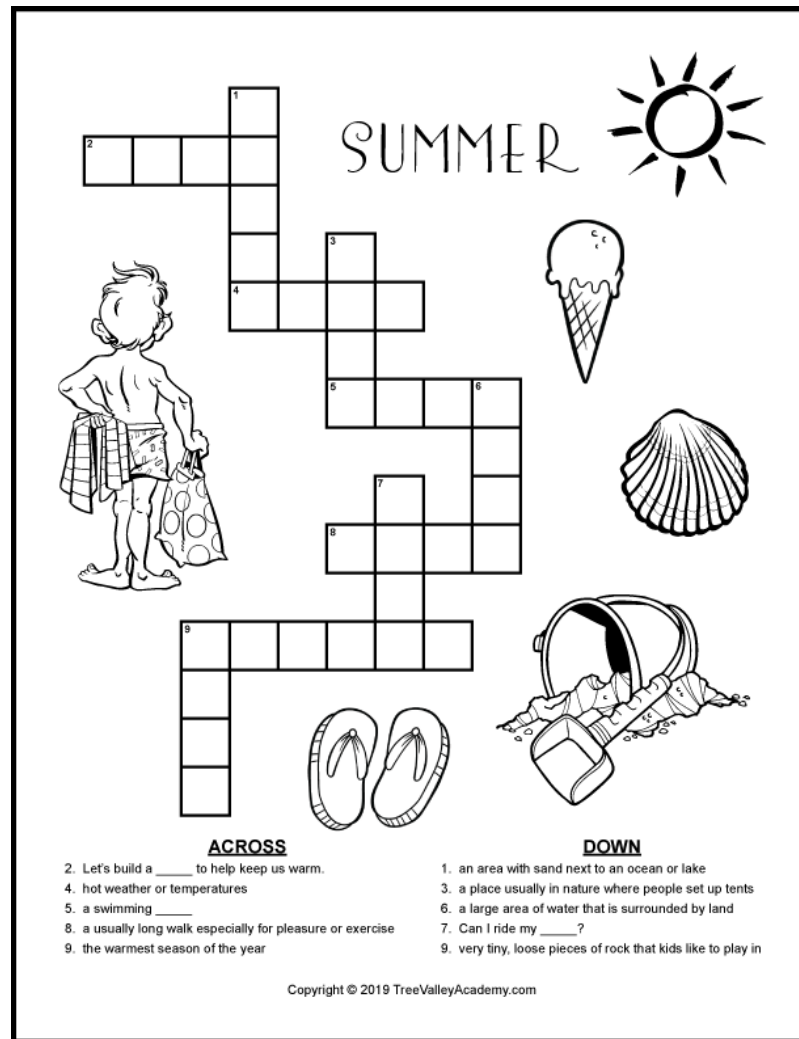 1
SUMMER
2
3
4
5
6
7
8
9
ACROSS
2. Let's build a _____ to help keep us warm.
4. hot weather or temperatures
5. a swimming _____
8. a usually long walk especially for pleasure or exercise
9. the warmest season of the year
DOWN
1. an area with sand next to an ocean or lake
3. a place usually in nature where people set up tents
6. a large area of water that is surrounded by land
7. Can I ride my _____?
9. very tiny, loose pieces of rock that kids like to play in
Copyright © 2019 TreeValleyAcademy.com